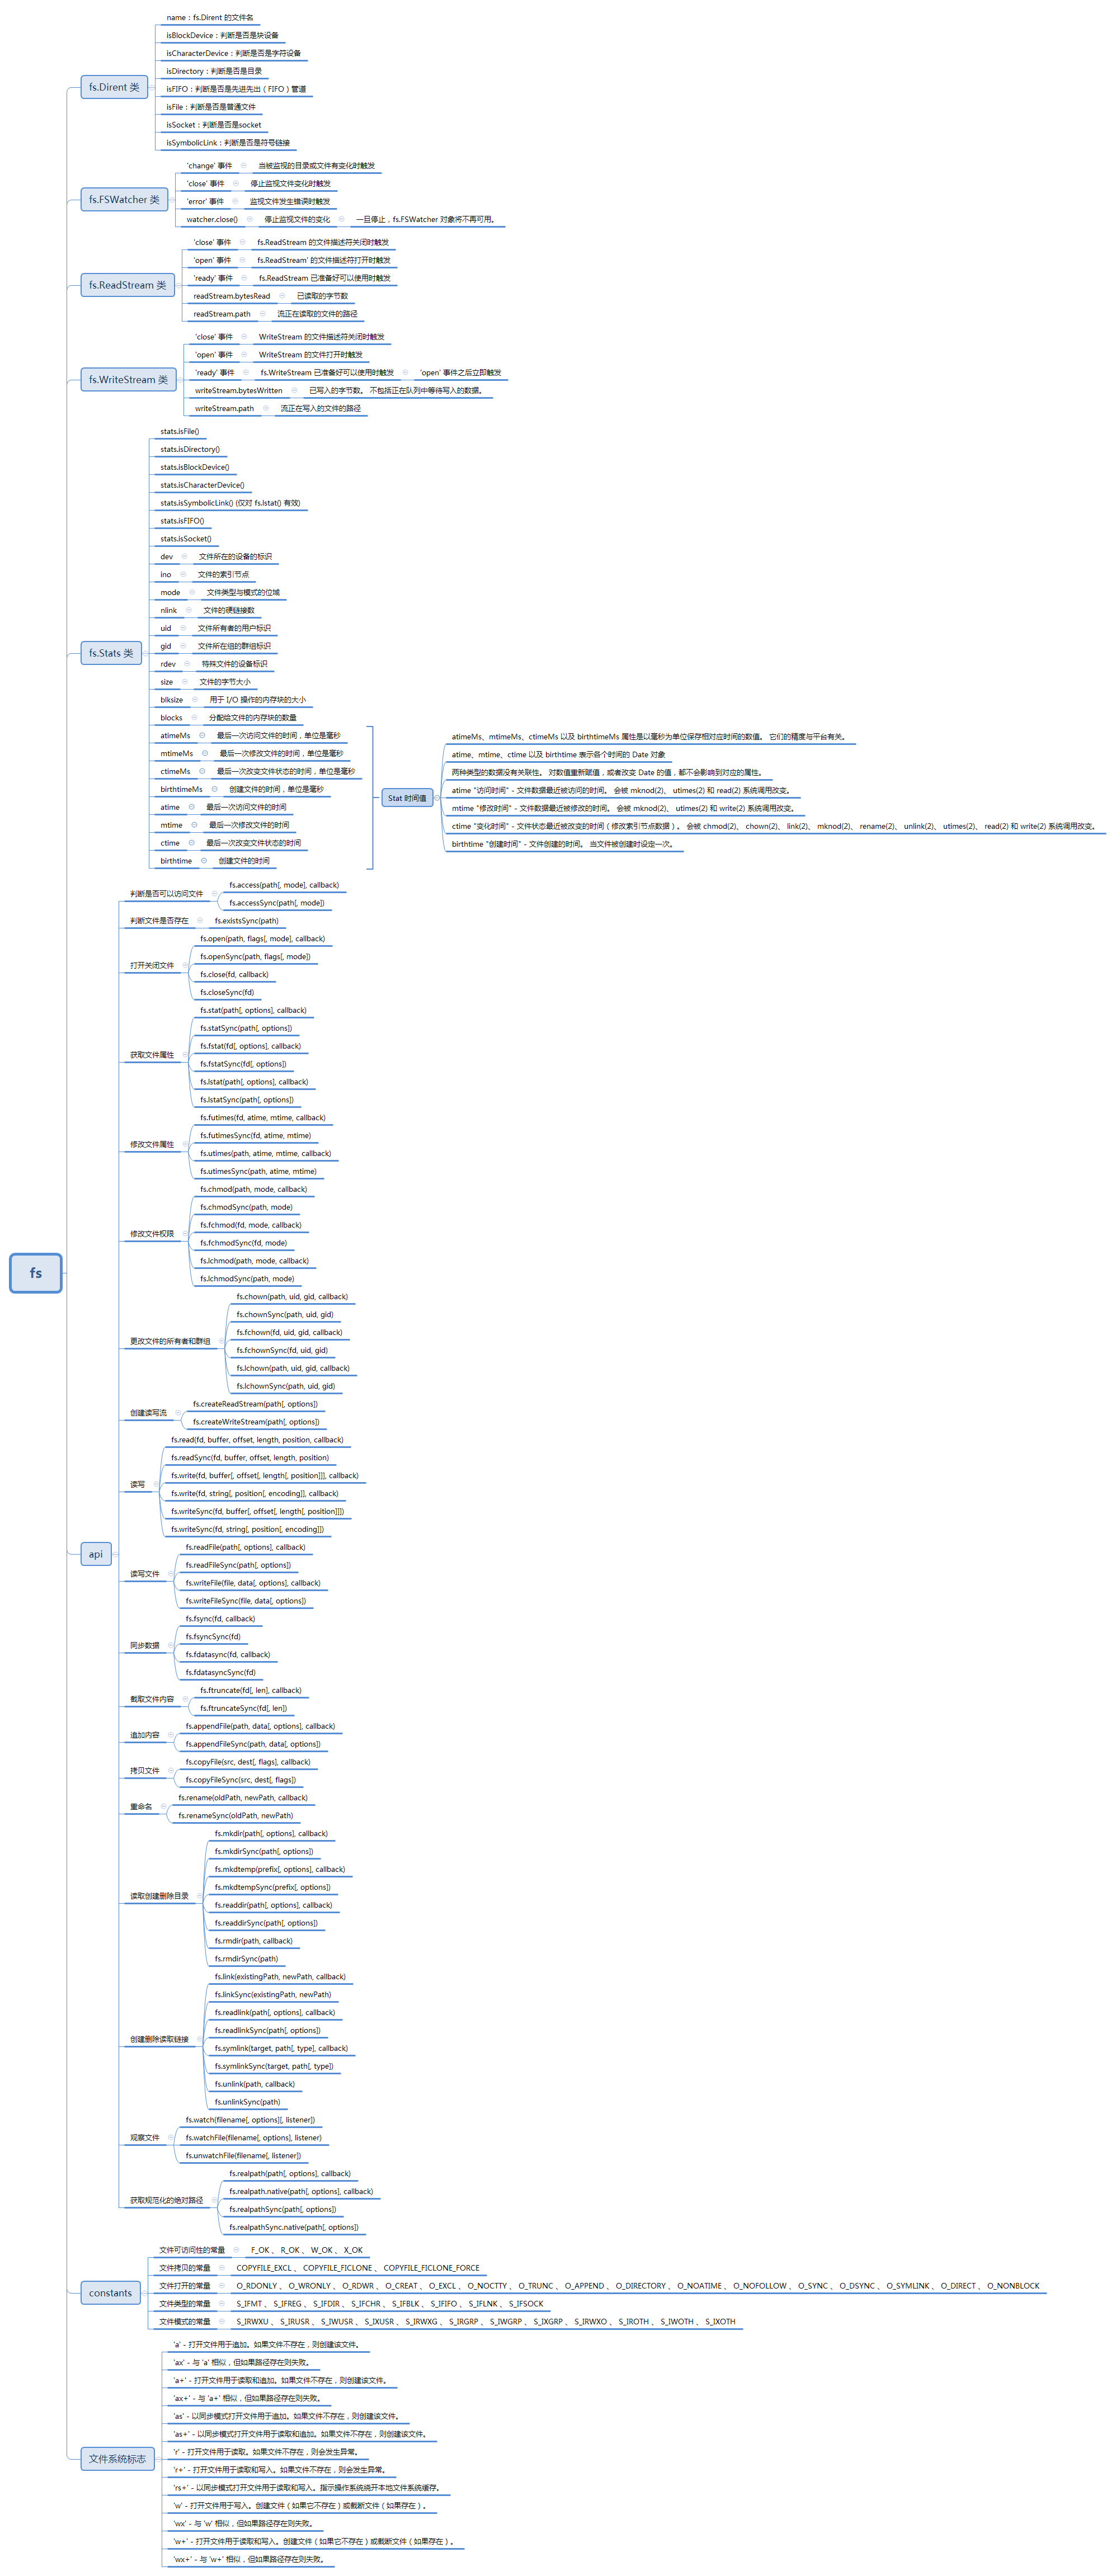 fs
fs.Dirent 类
name：fs.Dirent 的文件名
isBlockDevice：判断是否是块设备
isCharacterDevice：判断是否是字符设备
isDirectory：判断是否是目录
isFIFO：判断是否是先进先出（FIFO）管道
isFile：判断是否是普通文件
isSocket：判断是否是socket
isSymbolicLink：判断是否是符号链接
fs.FSWatcher 类
'change' 事件 当被监视的目录或文件有变化时触发
'close' 事件 停止监视文件变化时触发
'error' 事件 监视文件发生错误时触发
watcher.close() 停止监视文件的变化 一旦停止，fs.FSWatcher 对象将不再可用。
fs.ReadStream 类
'close' 事件 fs.ReadStream 的文件描述符关闭时触发
'open' 事件 fs.ReadStream' 的文件描述符打开时触发
'ready' 事件 fs.ReadStream 已准备好可以使用时触发
readStream.bytesRead 已读取的字节数
readStream.path 流正在读取的文件的路径
fs.WriteStream 类
'close' 事件 WriteStream 的文件描述符关闭时触发
'open' 事件 WriteStream 的文件打开时触发
'ready' 事件 fs.WriteStream 已准备好可以使用时触发 'open' 事件之后立即触发
writeStream.bytesWritten 已写入的字节数。 不包括正在队列中等待写入的数据。
writeStream.path 流正在写入的文件的路径
fs.Stats 类
stats.isFile()
stats.isDirectory()
stats.isBlockDevice()
stats.isCharacterDevice()
stats.isSymbolicLink() (仅对 fs.lstat() 有效)
stats.isFIFO()
stats.isSocket()
dev 文件所在的设备的标识
ino 文件的索引节点
mode 文件类型与模式的位域
nlink 文件的硬链接数
uid 文件所有者的用户标识
gid 文件所在组的群组标识
rdev 特殊文件的设备标识
size 文件的字节大小
blksize 用于 I/O 操作的内存块的大小
blocks 分配给文件的内存块的数量
atimeMs 最后一次访问文件的时间，单位是毫秒
mtimeMs 最后一次修改文件的时间，单位是毫秒
ctimeMs 最后一次改变文件状态的时间，单位是毫秒
birthtimeMs 创建文件的时间，单位是毫秒
atime 最后一次访问文件的时间
mtime 最后一次修改文件的时间
ctime 最后一次改变文件状态的时间
birthtime 创建文件的时间
Stat 时间值
atimeMs、mtimeMs、ctimeMs 以及 birthtimeMs 属性是以毫秒为单位保存相对应时间的数值。 它们的精度与平台有关。
atime、mtime、ctime 以及 birthtime 表示各个时间的 Date 对象
两种类型的数据没有关联性。 对数值重新赋值，或者改变 Date 的值，都不会影响到对应的属性。
atime "访问时间" - 文件数据最近被访问的时间。 会被 mknod(2)、 utimes(2) 和 read(2) 系统调用改变。
mtime "修改时间" - 文件数据最近被修改的时间。 会被 mknod(2)、 utimes(2) 和 write(2) 系统调用改变。
ctime "变化时间" - 文件状态最近被改变的时间（修改索引节点数据）。 会被 chmod(2)、 chown(2)、 link(2)、 mknod(2)、 rename(2)、 unlink(2)、 utimes(2)、 read(2) 和 write(2) 系统调用改变。
birthtime "创建时间" - 文件创建的时间。 当文件被创建时设定一次。
api
判断是否可以访问文件
fs.access(path[, mode], callback)
fs.accessSync(path[, mode])
判断文件是否存在 fs.existsSync(path)
打开关闭文件
fs.open(path, flags[, mode], callback)
fs.openSync(path, flags[, mode])
fs.close(fd, callback)
fs.closeSync(fd)
获取文件属性
fs.stat(path[, options], callback)
fs.statSync(path[, options])
fs.fstat(fd[, options], callback)
fs.fstatSync(fd[, options])
fs.lstat(path[, options], callback)
fs.lstatSync(path[, options])
修改文件属性
fs.futimes(fd, atime, mtime, callback)
fs.futimesSync(fd, atime, mtime)
fs.utimes(path, atime, mtime, callback)
fs.utimesSync(path, atime, mtime)
修改文件权限
fs.chmod(path, mode, callback)
fs.chmodSync(path, mode)
fs.fchmod(fd, mode, callback)
fs.fchmodSync(fd, mode)
fs.lchmod(path, mode, callback)
fs.lchmodSync(path, mode)
更改文件的所有者和群组
fs.chown(path, uid, gid, callback)
fs.chownSync(path, uid, gid)
fs.fchown(fd, uid, gid, callback)
fs.fchownSync(fd, uid, gid)
fs.lchown(path, uid, gid, callback)
fs.lchownSync(path, uid, gid)
创建读写流
fs.createReadStream(path[, options])
fs.createWriteStream(path[, options])
读写
fs.read(fd, buffer, offset, length, position, callback)
fs.readSync(fd, buffer, offset, length, position)
fs.write(fd, buffer[, offset[, length[, position]]], callback)
fs.write(fd, string[, position[, encoding]], callback)
fs.writeSync(fd, buffer[, offset[, length[, position]]])
fs.writeSync(fd, string[, position[, encoding]])
读写文件
fs.readFile(path[, options], callback)
fs.readFileSync(path[, options])
fs.writeFile(file, data[, options], callback)
fs.writeFileSync(file, data[, options])
同步数据
fs.fsync(fd, callback)
fs.fsyncSync(fd)
fs.fdatasync(fd, callback)
fs.fdatasyncSync(fd)
截取文件内容
fs.ftruncate(fd[, len], callback)
fs.ftruncateSync(fd[, len])
追加内容
fs.appendFile(path, data[, options], callback)
fs.appendFileSync(path, data[, options])
拷贝文件
fs.copyFile(src, dest[, flags], callback)
fs.copyFileSync(src, dest[, flags])
重命名
fs.rename(oldPath, newPath, callback)
fs.renameSync(oldPath, newPath)
读取创建删除目录
fs.mkdir(path[, options], callback)
fs.mkdirSync(path[, options])
fs.mkdtemp(prefix[, options], callback)
fs.mkdtempSync(prefix[, options])
fs.readdir(path[, options], callback)
fs.readdirSync(path[, options])
fs.rmdir(path, callback)
fs.rmdirSync(path)
创建删除读取链接
fs.link(existingPath, newPath, callback)
fs.linkSync(existingPath, newPath)
fs.readlink(path[, options], callback)
fs.readlinkSync(path[, options])
fs.symlink(target, path[, type], callback)
fs.symlinkSync(target, path[, type])
fs.unlink(path, callback)
fs.unlinkSync(path)
观察文件
fs.watch(filename[, options][, listener])
fs.watchFile(filename[, options], listener)
fs.unwatchFile(filename[, listener])
获取规范化的绝对路径
fs.realpath(path[, options], callback)
fs.realpath.native(path[, options], callback)
fs.realpathSync(path[, options])
fs.realpathSync.native(path[, options])
constants
文件可访问性的常量 F_OK 、 R_OK 、 W_OK 、 X_OK
文件拷贝的常量 COPYFILE_EXCL 、 COPYFILE_FICLONE 、 COPYFILE_FICLONE_FORCE
文件打开的常量 O_RDONLY 、 O_WRONLY 、 O_RDWR 、 O_CREAT 、 O_EXCL 、 O_NOCTTY 、 O_TRUNC 、 O_APPEND 、 O_DIRECTORY 、 O_NOATIME 、 O_NOFOLLOW 、 O_SYNC 、 O_DSYNC 、 O_SYMLINK 、 O_DIRECT 、 O_NONBLOCK
文件类型的常量 S_IFMT 、 S_IFREG 、 S_IFDIR 、 S_IFCHR 、 S_IFBLK 、 S_IFIFO 、 S_IFLNK 、 S_IFSOCK
文件模式的常量 S_IRWXU 、 S_IRUSR 、 S_IWUSR 、 S_IXUSR 、 S_IRWXG 、 S_IRGRP 、 S_IWGRP 、 S_IXGRP 、 S_IRWXO 、 S_IROTH 、 S_IWOTH 、 S_IXOTH
文件系统标志
'a' - 打开文件用于追加。如果文件不存在，则创建该文件。
'ax' - 与 'a' 相似，但如果路径存在则失败。
'a+' - 打开文件用于读取和追加。如果文件不存在，则创建该文件。
'ax+' - 与 'a+' 相似，但如果路径存在则失败。
'as' - 以同步模式打开文件用于追加。如果文件不存在，则创建该文件。
'as+' - 以同步模式打开文件用于读取和追加。如果文件不存在，则创建该文件。
'r' - 打开文件用于读取。如果文件不存在，则会发生异常。
'r+' - 打开文件用于读取和写入。如果文件不存在，则会发生异常。
'rs+' - 以同步模式打开文件用于读取和写入。指示操作系统绕开本地文件系统缓存。
'w' - 打开文件用于写入。创建文件（如果它不存在）或截断文件（如果存在）。
'wx' - 与 'w' 相似，但如果路径存在则失败。
'w+' - 打开文件用于读取和写入。创建文件（如果它不存在）或截断文件（如果存在）。
'wx+' - 与 'w+' 相似，但如果路径存在则失败。